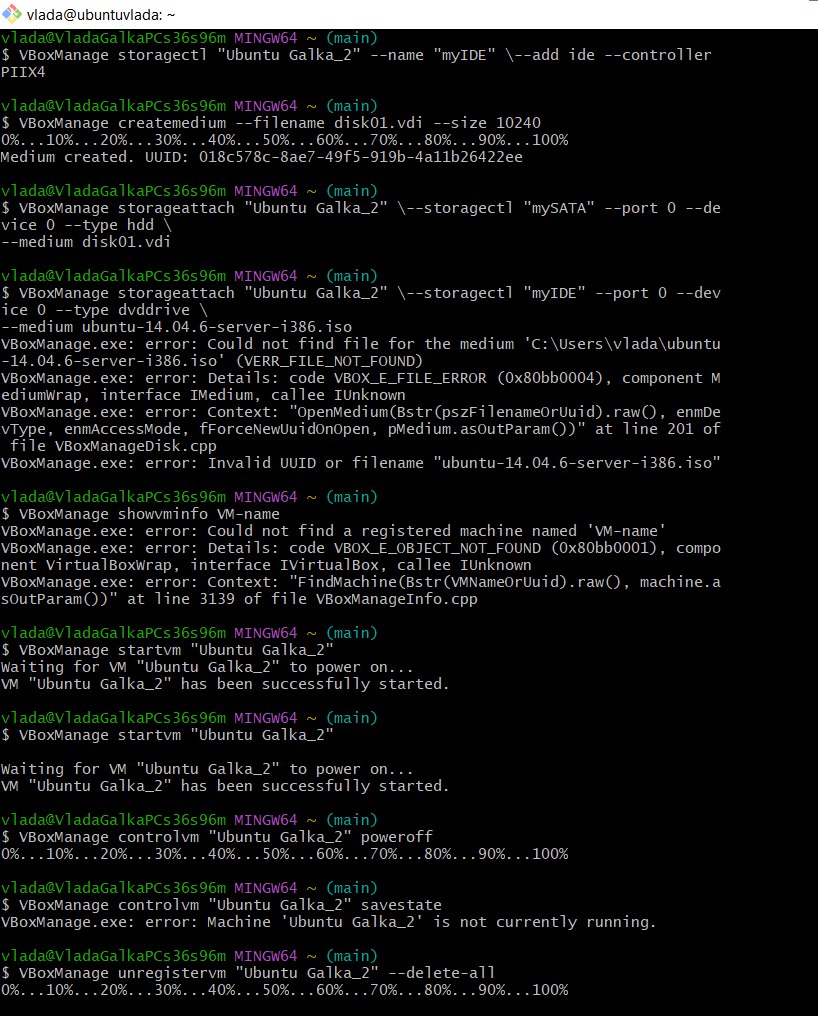 vlada@ubuntuvlada: ~
vlada@VladaGalkaPCs36s96m MINGW64 ~ (main)
$ VBoxManage storagectl "Ubuntu Galka_2" --name "myIDE" \--add ide --controller
PIIX4
vlada@VladaGalkaPCs36s96m MINGW64 ~ (main)
$ VBoxManage createmedium --filename disk01.vdi --size 10240
0%...10%...20%...30%...40%...50%...60%...70%...80%...90%...100%
Medium created. UUID: 018c578c-8ae7-49f5-919b-4a11b26422ee
vlada@VladaGalkaPCs36s96m MINGW64 ~ (main)
$ VBoxManage storageattach "Ubuntu Galka_2" \--storagectl "mySATA" --port 0 --de
vice 0 --type hdd \
--medium disk01.vdi
vlada@VladaGalkaPCs36s96m MINGW64 ~ (main)
$ VBoxManage storageattach "Ubuntu Galka_2" \--storagectl "myIDE" --port 0 --dev
ice 0 --type dvddrive \
--medium ubuntu-14.04.6-server-i386.iso
VBoxManage.exe: error: Could not find file for the medium 'C:\Users\vlada\ubuntu
-14.04.6-server-i386.iso' (VERR_FILE_NOT_FOUND)
VBoxManage.exe: error: Details: code VBOX_E_FILE_ERROR (0x80bb0004), component M
ediumWrap, interface IMedium, callee IUnknown
VBoxManage.exe: error: Context: "OpenMedium(Bstr(pszFilenameOrUuid).raw(), enmDe
vType, enmAccessMode, fForceNewUuidOnOpen, pMedium.asOutParam())" at line 201 of
 file VBoxManageDisk.cpp
VBoxManage.exe: error: Invalid UUID or filename "ubuntu-14.04.6-server-i386.iso"
vlada@VladaGalkaPCs36s96m MINGW64 ~ (main)
$ VBoxManage showvminfo VM-name
VBoxManage.exe: error: Could not find a registered machine named 'VM-name'
VBoxManage.exe: error: Details: code VBOX_E_OBJECT_NOT_FOUND (0x80bb0001), compo
nent VirtualBoxWrap, interface IVirtualBox, callee IUnknown
VBoxManage.exe: error: Context: "FindMachine(Bstr(VMNameOrUuid).raw(), machine.a
sOutParam())" at line 3139 of file VBoxManageInfo.cpp
vlada@VladaGalkaPCs36s96m MINGW64 ~ (main)
$ VBoxManage startvm "Ubuntu Galka_2"
Waiting for VM "Ubuntu Galka_2" to power on...
VM "Ubuntu Galka_2" has been successfully started.
vlada@VladaGalkaPCs36s96m MINGW64 ~ (main)
$ VBoxManage startvm "Ubuntu Galka_2"
Waiting for VM "Ubuntu Galka_2" to power on...
VM "Ubuntu Galka_2" has been successfully started.
vlada@VladaGalkaPCs36s96m MINGW64 ~ (main)
$ VBoxManage controlvm "Ubuntu Galka_2" poweroff
0%...10%...20%...30%...40%...50%...60%...70%...80%...90%...100%
vlada@VladaGalkaPCs36s96m MINGW64 ~ (main)
$ VBoxManage controlvm "Ubuntu Galka_2" savestate
VBoxManage.exe: error: Machine 'Ubuntu Galka_2' is not currently running.
vlada@VladaGalkaPCs36s96m MINGW64 ~ (main)
$ VBoxManage unregistervm "Ubuntu Galka_2" --delete-all
0%...10%...20%...30%...40%...50%...60%...70%...80%...90%...100%